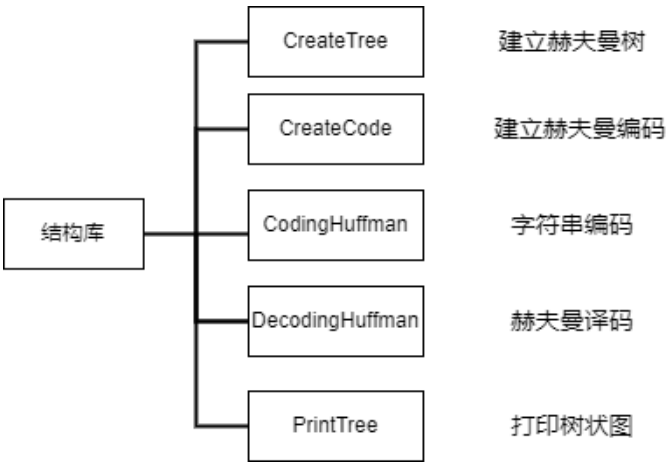 CreateTree 建立赫夫曼树
CreateCode 建立赫夫曼编码
结构库
CodingHuffman 字符串编码
DecodingHuffman 赫夫曼译码
PrintTree 打印树状图